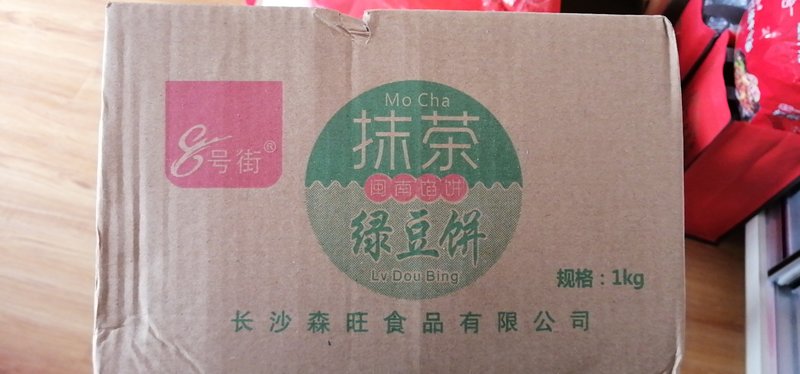 8号街®
Mo Cha
抹茶
闽南馅饼
绿豆饼
Lv Dou Bing
规格：1kg
长沙森旺食品有限公司